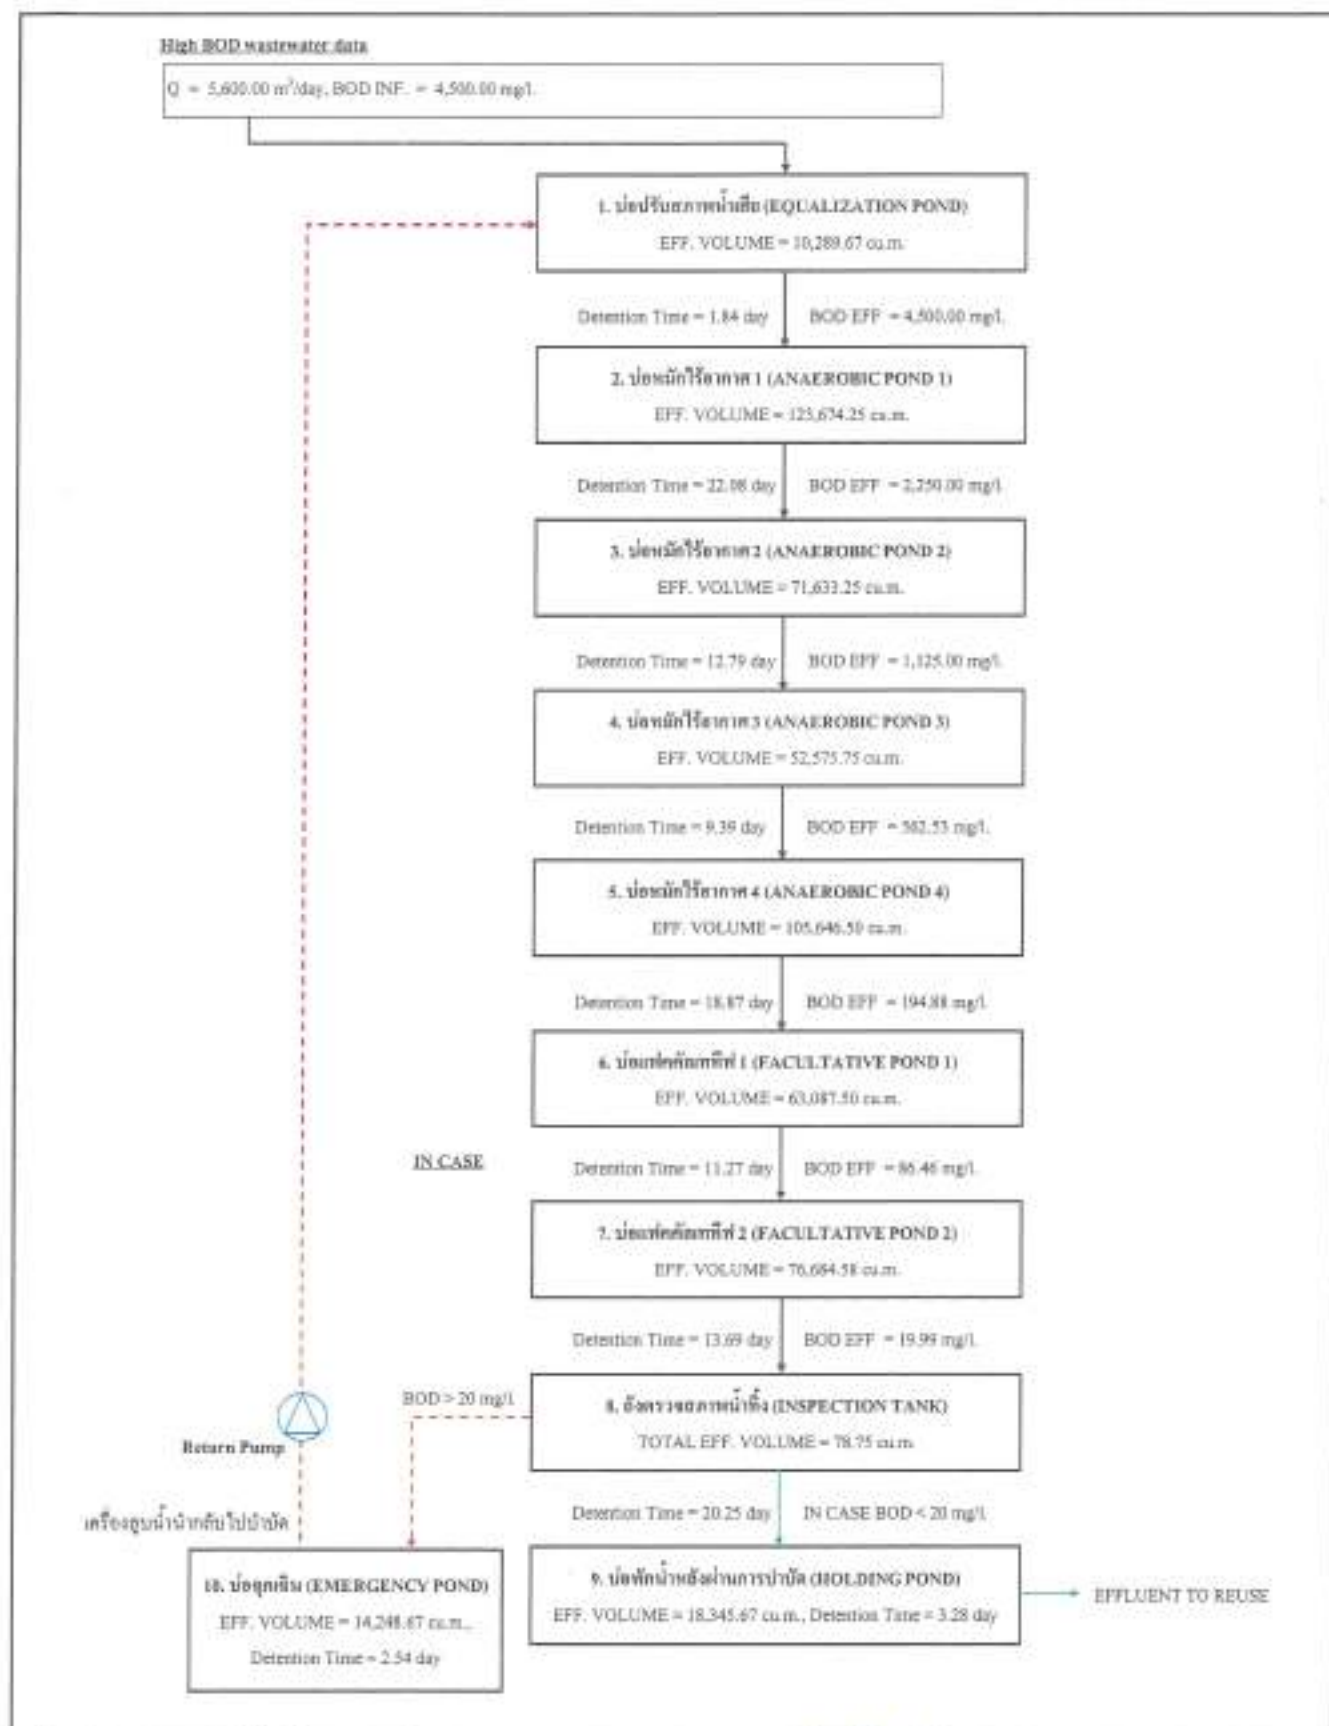 High BOD wastewater data
Q = 5,600.00 m³/day, BOD INF. = 4,500.00 mg/l.
1. บ่อปรับสภาพน้ำเสีย (EQUALIZATION POND)
EFF. VOLUME = 10,289.67 cu.m.
Detention Time = 1.84 day BOD EFF = 4,500.00 mg/l.
2. บ่อหมักไร้อากาศ 1 (ANAEROBIC POND 1)
EFF. VOLUME = 123,674.25 cu.m.
Detention Time = 22.08 day BOD EFF = 2,250.00 mg/l.
3. บ่อหมักไร้อากาศ 2 (ANAEROBIC POND 2)
EFF. VOLUME = 71,633.25 cu.m.
Detention Time = 12.79 day BOD EFF = 1,125.00 mg/l.
4. บ่อหมักไร้อากาศ 3 (ANAEROBIC POND 3)
EFF. VOLUME = 52,575.75 cu.m.
Detention Time = 9.39 day BOD EFF = 562.53 mg/l.
5. บ่อหมักไร้อากาศ 4 (ANAEROBIC POND 4)
EFF. VOLUME = 105,646.50 cu.m.
Detention Time = 18.87 day BOD EFF = 194.88 mg/l.
6. บ่อแฟคคัลเททีฟ 1 (FACULTATIVE POND 1)
EFF. VOLUME = 63,087.50 cu.m.
IN CASE
Detention Time = 11.27 day BOD EFF = 86.46 mg/l.
7. บ่อแฟคคัลเททีฟ 2 (FACULTATIVE POND 2)
EFF. VOLUME = 76,684.58 cu.m.
Detention Time = 13.69 day BOD EFF = 19.99 mg/l.
BOD > 20 mg/l
8. ถังตรวจสภาพน้ำทิ้ง (INSPECTION TANK)
TOTAL EFF. VOLUME = 78.75 cu.m.
Return Pump
Detention Time = 20.25 day IN CASE BOD < 20 mg/l
เครื่องสูบน้ำนำกลับไปบำบัด
9. บ่อพักน้ำหลังผ่านการบำบัด (HOLDING POND)
EFF. VOLUME = 18,345.67 cu.m., Detention Time = 3.28 day
EFFLUENT TO REUSE
10. บ่อฉุกเฉิน (EMERGENCY POND)
EFF. VOLUME = 14,248.67 cu.m.,
Detention Time = 2.54 day